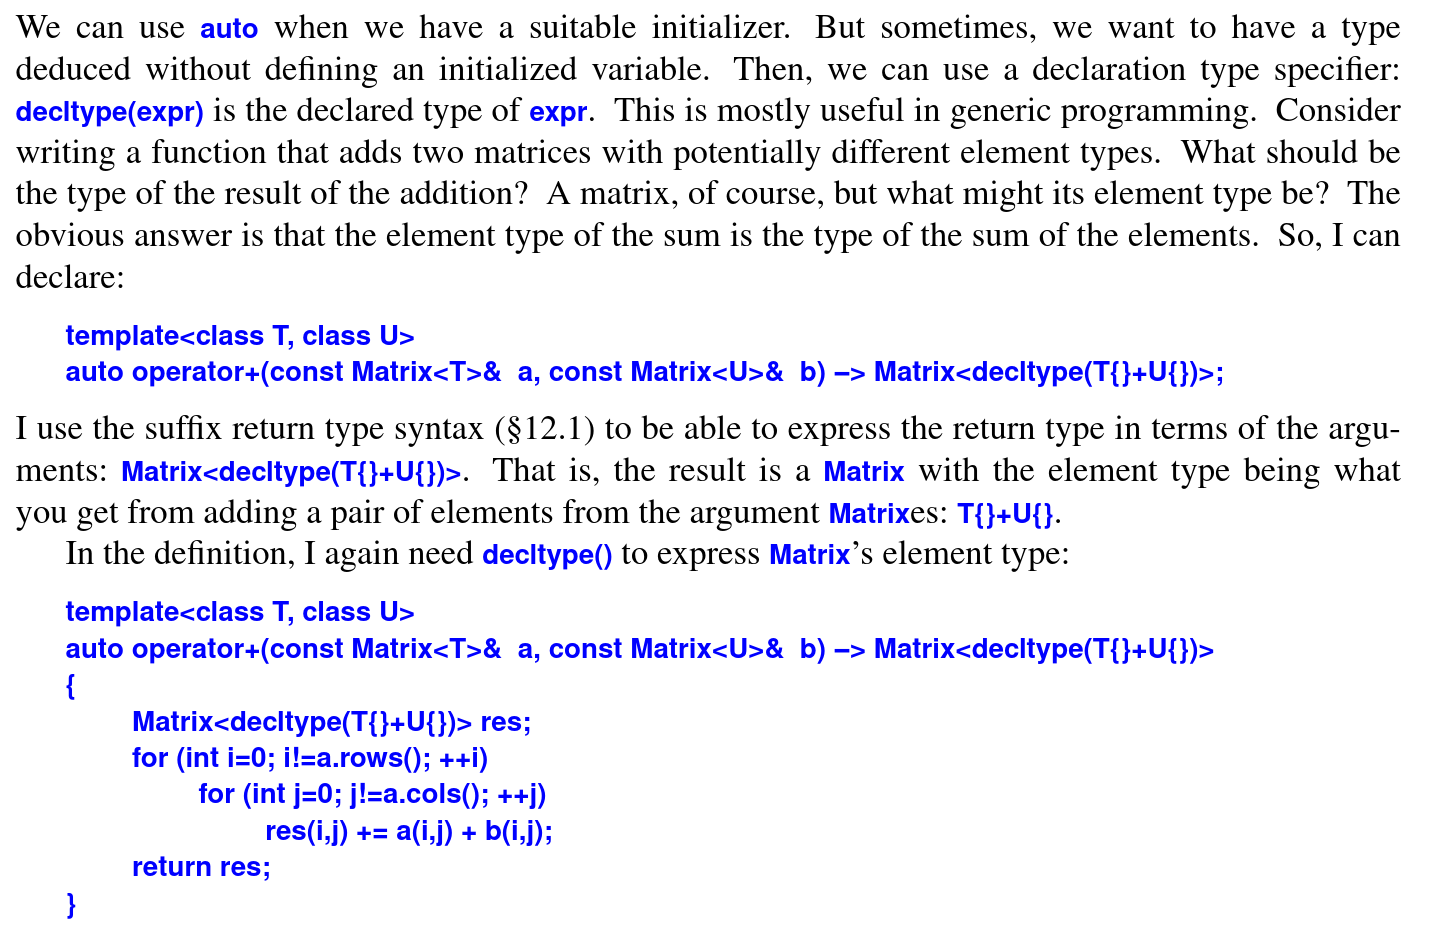 We can use auto when we have a suitable initializer. But sometimes, we want to have a type
deduced without defining an initialized variable. Then, we can use a declaration type specifier:
decltype(expr) is the declared type of expr. This is mostly useful in generic programming. Consider
writing a function that adds two matrices with potentially different element types. What should be
the type of the result of the addition? A matrix, of course, but what might its element type be? The
obvious answer is that the element type of the sum is the type of the sum of the elements. So, I can
declare:
template<class T, class U>
auto operator+(const Matrix<T>& a, const Matrix<U>& b) –> Matrix<decltype(T{}+U{})>;
I use the suffix return type syntax (§12.1) to be able to express the return type in terms of the argu-
ments: Matrix<decltype(T{}+U{})>. That is, the result is a Matrix with the element type being what
you get from adding a pair of elements from the argument Matrixes: T{}+U{}.
In the definition, I again need decltype() to express Matrix’s element type:
template<class T, class U>
auto operator+(const Matrix<T>& a, const Matrix<U>& b) –> Matrix<decltype(T{}+U{})>
{
Matrix<decltype(T{}+U{})> res;
for (int i=0; i!=a.rows(); ++i)
for (int j=0; j!=a.cols(); ++j)
res(i,j) += a(i,j) + b(i,j);
return res;
}